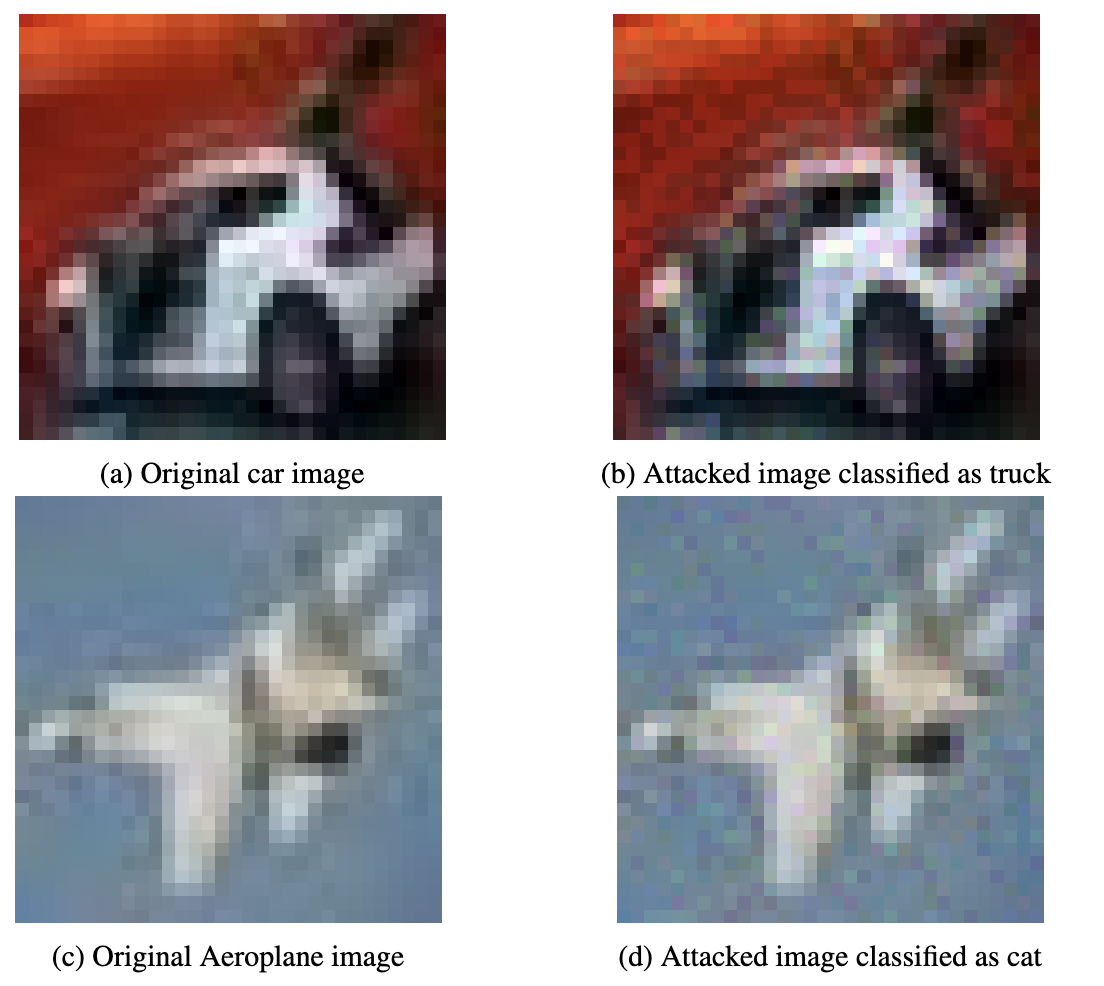 (a) Original car image
(b) Attacked image classified as truck
(c) Original Aeroplane image
(d) Attacked image classified as cat